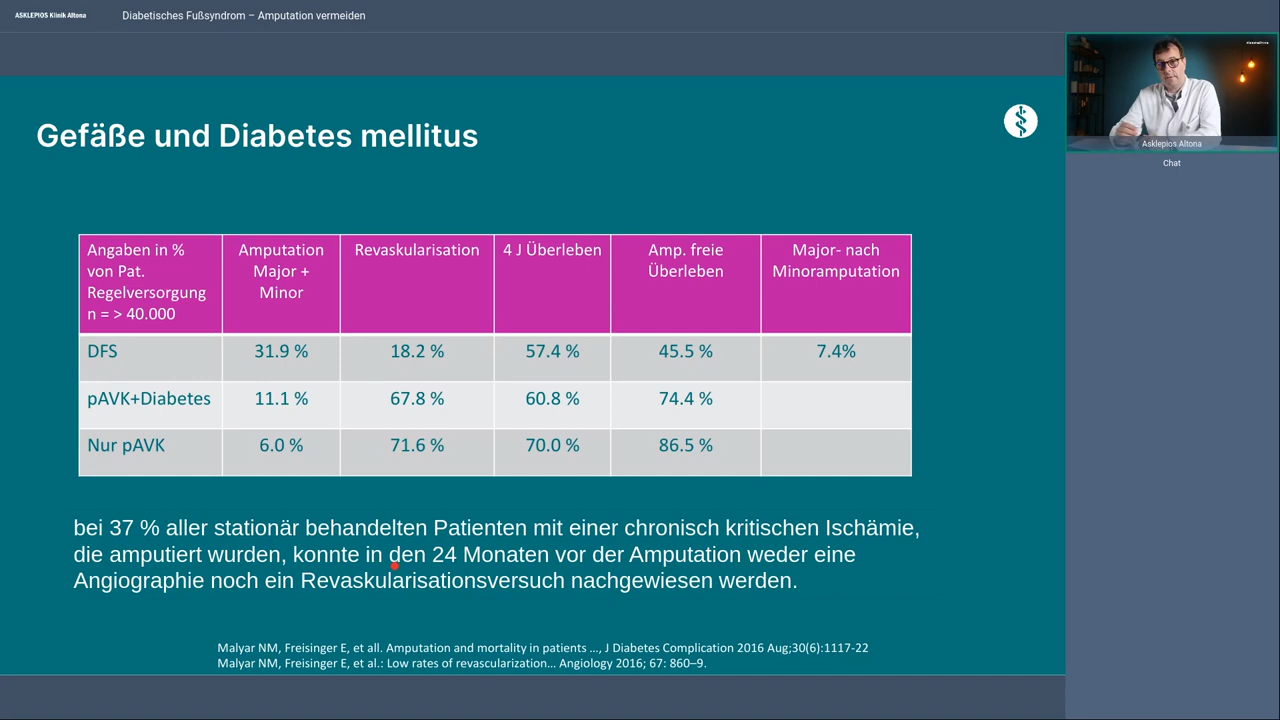 ASKLEPIOS Klinik Altona
Diabetisches Fußsyndrom – Amputation vermeiden
Gefäße und Diabetes mellitus
Asklepios Altona
Chat
Angaben in % von Pat. Regelversorgung n = > 40.000 Amputation Major + Minor Revaskularisation 4 J Überleben Amp. freie Überleben Major- nach Minoramputation
DFS 31.9 % 18.2 % 57.4 % 45.5 % 7.4%
pAVK+Diabetes 11.1 % 67.8 % 60.8 % 74.4 %
Nur pAVK 6.0 % 71.6 % 70.0 % 86.5 %
bei 37 % aller stationär behandelten Patienten mit einer chronisch kritischen Ischämie,
die amputiert wurden, konnte in den 24 Monaten vor der Amputation weder eine
Angiographie noch ein Revaskularisationsversuch nachgewiesen werden.
Malyar NM, Freisinger E, et all. Amputation and mortality in patients …, J Diabetes Complication 2016 Aug;30(6):1117-22
Malyar NM, Freisinger E, et al.: Low rates of revascularization… Angiology 2016; 67: 860–9.